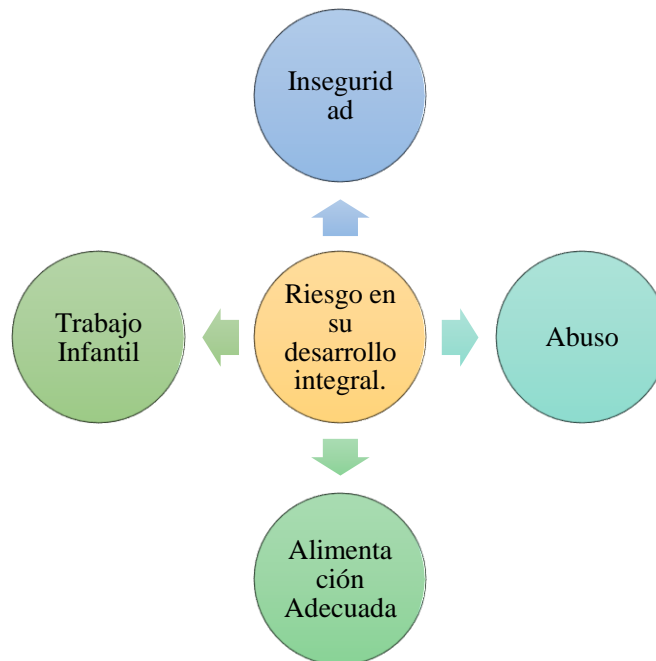 Insegurid
ad
Trabajo
Infantil
Riesgo en
su
desarrollo
integral.
Abuso
Alimenta
ción
Adecuada